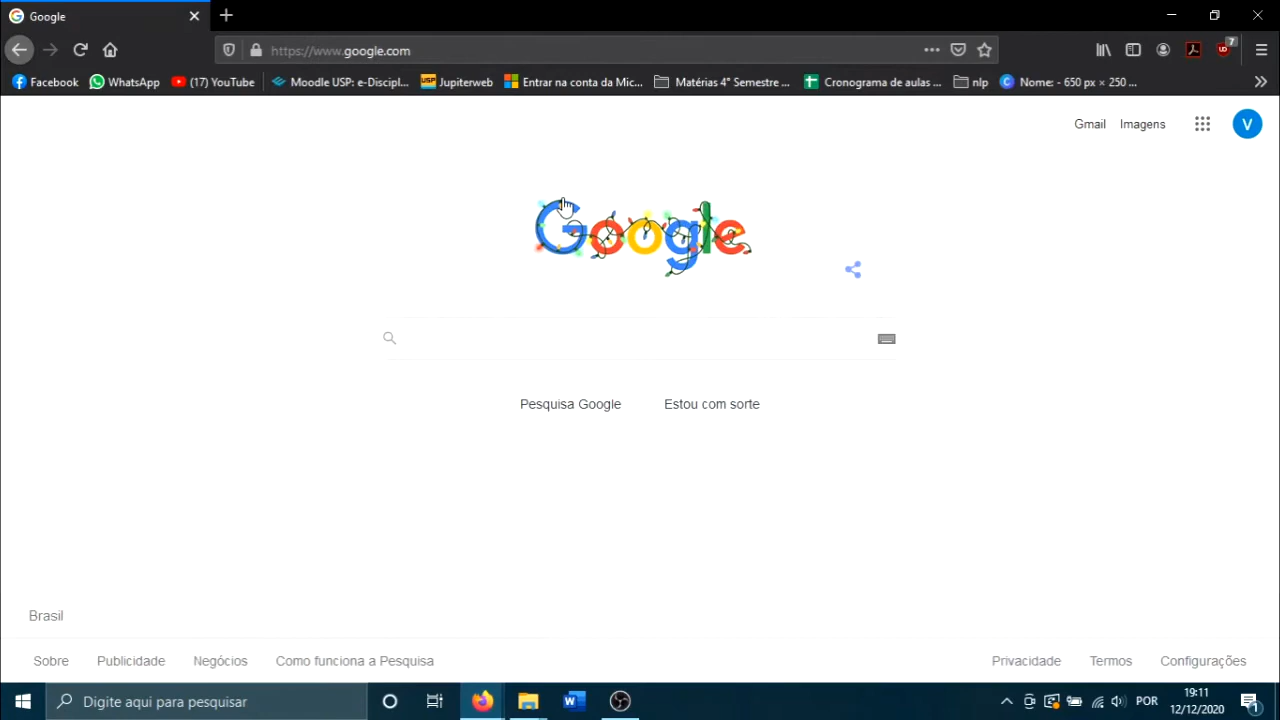 Google
https://www.google.com
7
Facebook WhatsApp (17) YouTube Moodle USP: e-Discipl... Jupiterweb Entrar na conta da Mic... Matérias 4° Semestre ... Cronograma de aulas ... nlp Nome: - 650 px × 250 ...
Gmail Imagens V
Google
Pesquisa Google Estou com sorte
Brasil
Sobre Publicidade Negócios Como funciona a Pesquisa Privacidade Termos Configurações
Digite aqui para pesquisar POR 19:11
12/12/2020 1